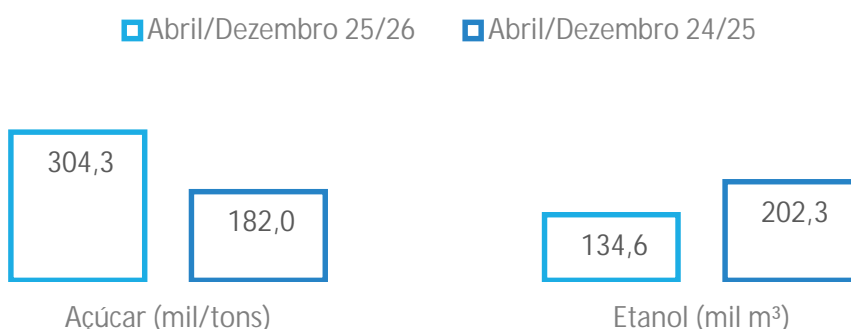 Abril/Dezembro 25/26 Abril/Dezembro 24/25
304,3
182,0
134,6
202,3
Açúcar (mil/tons) Etanol (mil m³)